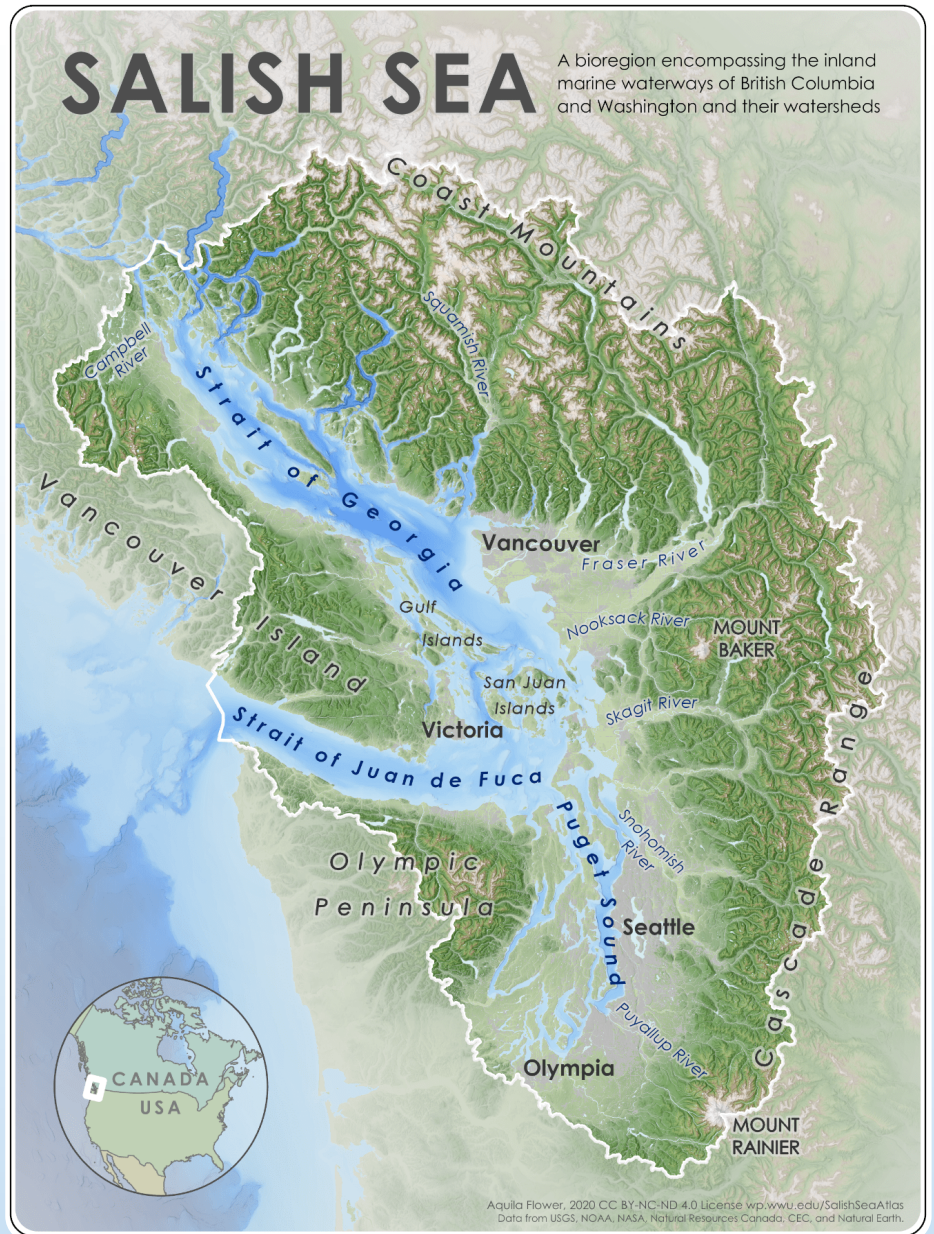 SALISH SEA
A bioregion encompassing the inland
marine waterways of British Columbia
and Washington and their watersheds
Coast Mountains
Squamish River
Campbell
River
Strait of Georgia
Vancouver
Island
Vancouver
Fraser River
Gulf
Islands
Nooksack River
MOUNT
BAKER
San Juan
Islands
Skagit River
Victoria
Strait of Juan de Fuca
Cascade Range
Puget Sound
Snohomish
River
Olympic
Peninsula
Seattle
Puyallup River
Olympia
CANADA
USA
MOUNT
RAINIER
Aquila Flower, 2020 CC BY-NC-ND 4.0 License wp.wwu.edu/SalishSeaAtlas
Data from USGS, NOAA, NASA, Natural Resources Canada, CEC, and Natural Earth.